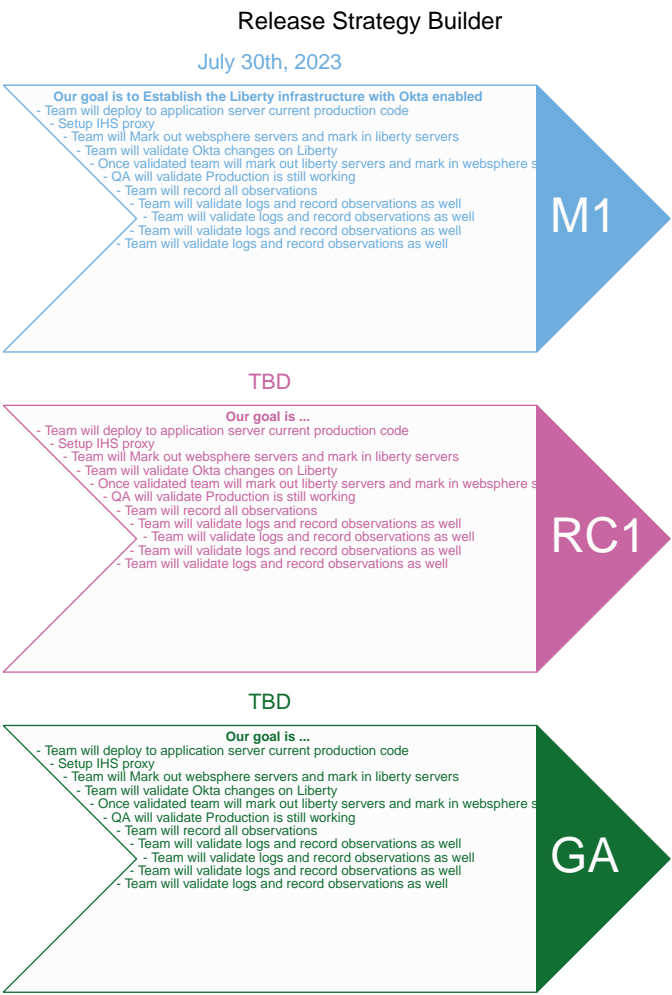 Release Strategy Builder
July 30th, 2023
Our goal is to Establish the Liberty infrastructure with Okta enabled
- Team will deploy to application server current production code
- Setup IHS proxy
- Team will Mark out websphere servers and mark in liberty servers
- Team will validate Okta changes on Liberty
- Once validated team will mark out liberty servers and mark in websphere s
- QA will validate Production is still working
- Team will record all observations
- Team will validate logs and record observations as well
- Team will validate logs and record observations as well
- Team will validate logs and record observations as well
- Team will validate logs and record observations as well
M1
TBD
Our goal is ...
- Team will deploy to application server current production code
- Setup IHS proxy
- Team will Mark out websphere servers and mark in liberty servers
- Team will validate Okta changes on Liberty
- Once validated team will mark out liberty servers and mark in websphere s
- QA will validate Production is still working
- Team will record all observations
- Team will validate logs and record observations as well
- Team will validate logs and record observations as well
- Team will validate logs and record observations as well
- Team will validate logs and record observations as well
RC1
TBD
Our goal is ...
- Team will deploy to application server current production code
- Setup IHS proxy
- Team will Mark out websphere servers and mark in liberty servers
- Team will validate Okta changes on Liberty
- Once validated team will mark out liberty servers and mark in websphere s
- QA will validate Production is still working
- Team will record all observations
- Team will validate logs and record observations as well
- Team will validate logs and record observations as well
- Team will validate logs and record observations as well
- Team will validate logs and record observations as well
GA